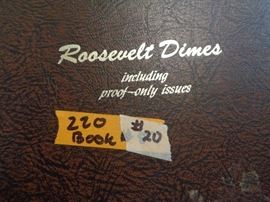 Roosevelt Dimes
including
proof-only issues
220 #
BOOK 20